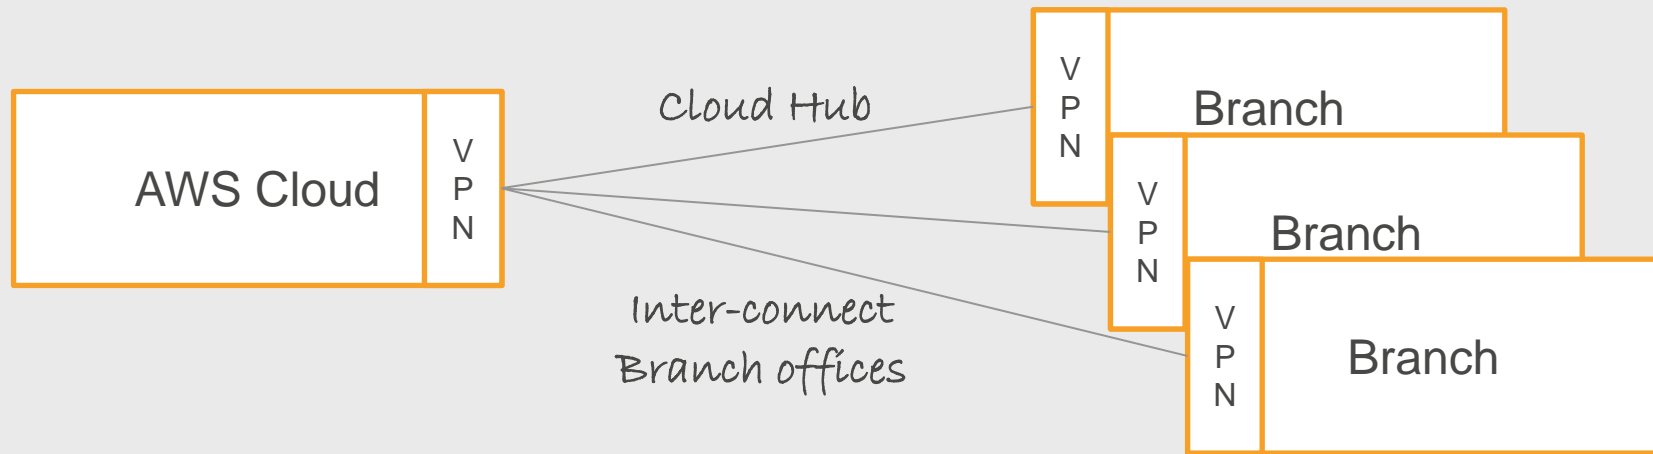 AWS Cloud
V
P
N
Cloud Hub
Inter-connect
Branch offices
V
P
N
Branch
V
P
N
Branch
V
P
N
Branch